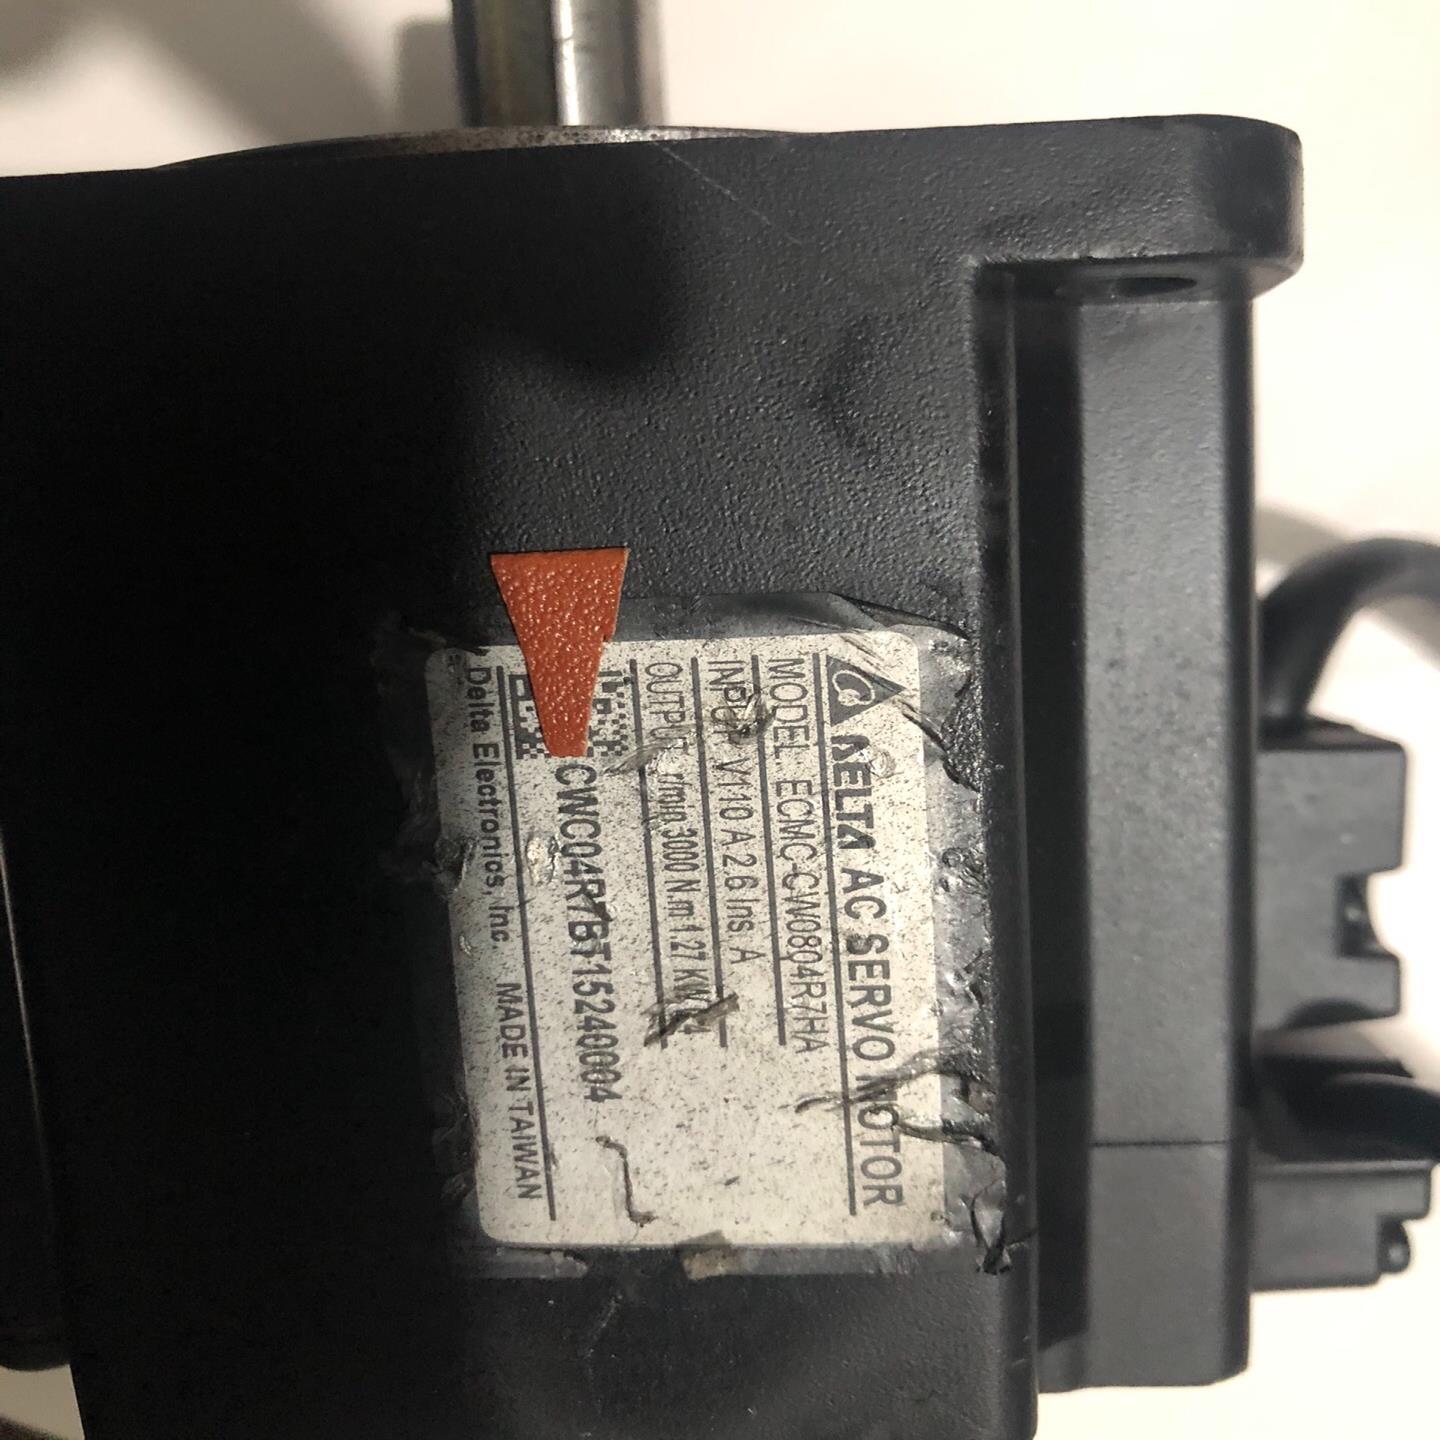 DELTA AC SERVO MOTOR
MODEL ECMC-CW0804R7HA
INPUT V 110 A 2.6 Ins. A
OUTPUT r/min 3000 N.m 1.27 KW
CWC04R7BT15240004
Delta Electronics, Inc. MADE IN TAIWAN